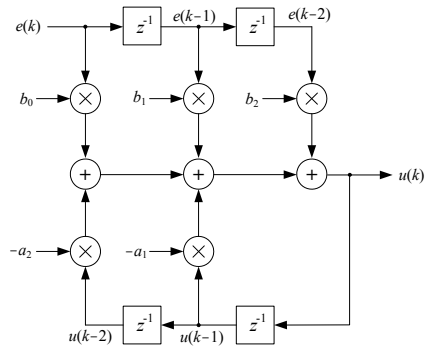 e(k)
z⁻¹
e(k−1)
z⁻¹
e(k−2)
b₀
×
b₁
×
b₂
×
+
+
+
u(k)
−a₂
×
−a₁
×
u(k−2)
z⁻¹
u(k−1)
z⁻¹